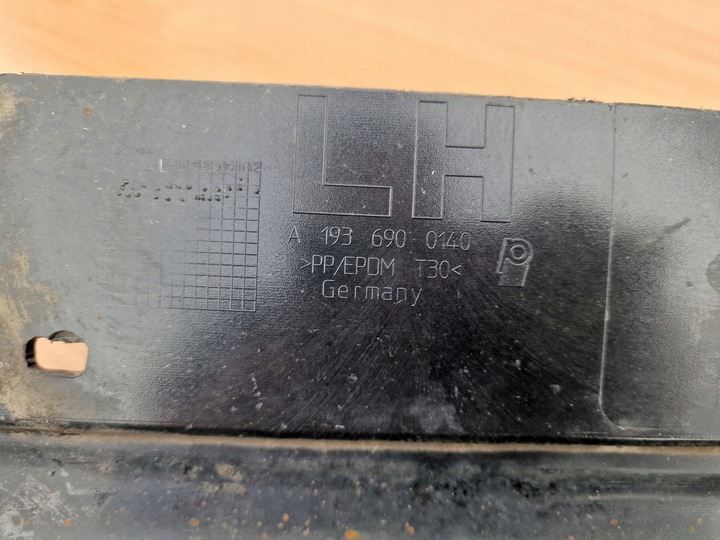 LH
A 193 690 0140
>PP/EPDM T30<
Germany